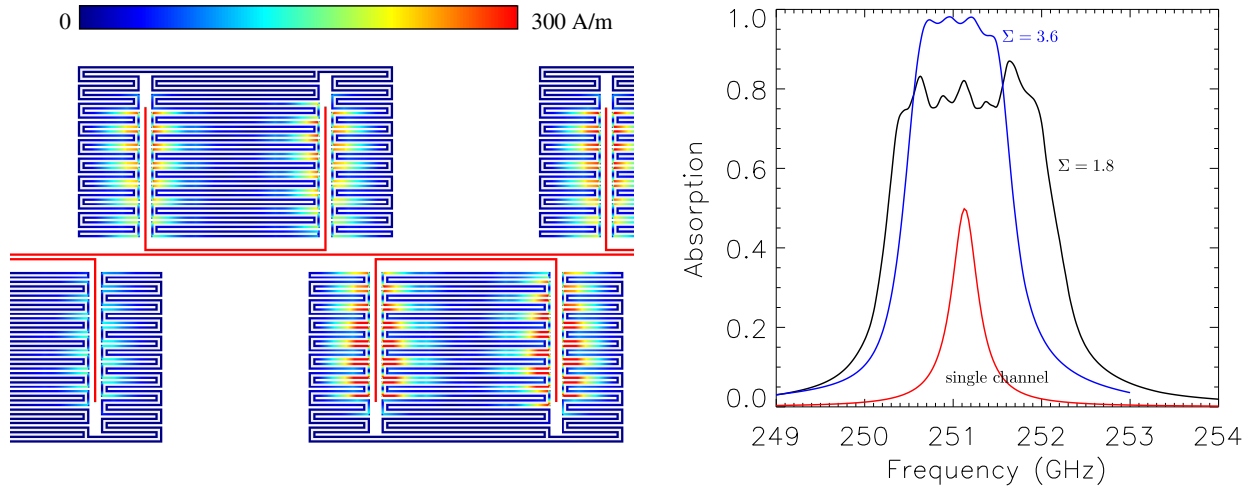 0
300 A/m
1.0
0.8
0.6
0.4
0.2
0.0
Absorption
Σ = 3.6
Σ = 1.8
single channel
249 250 251 252 253 254
Frequency (GHz)